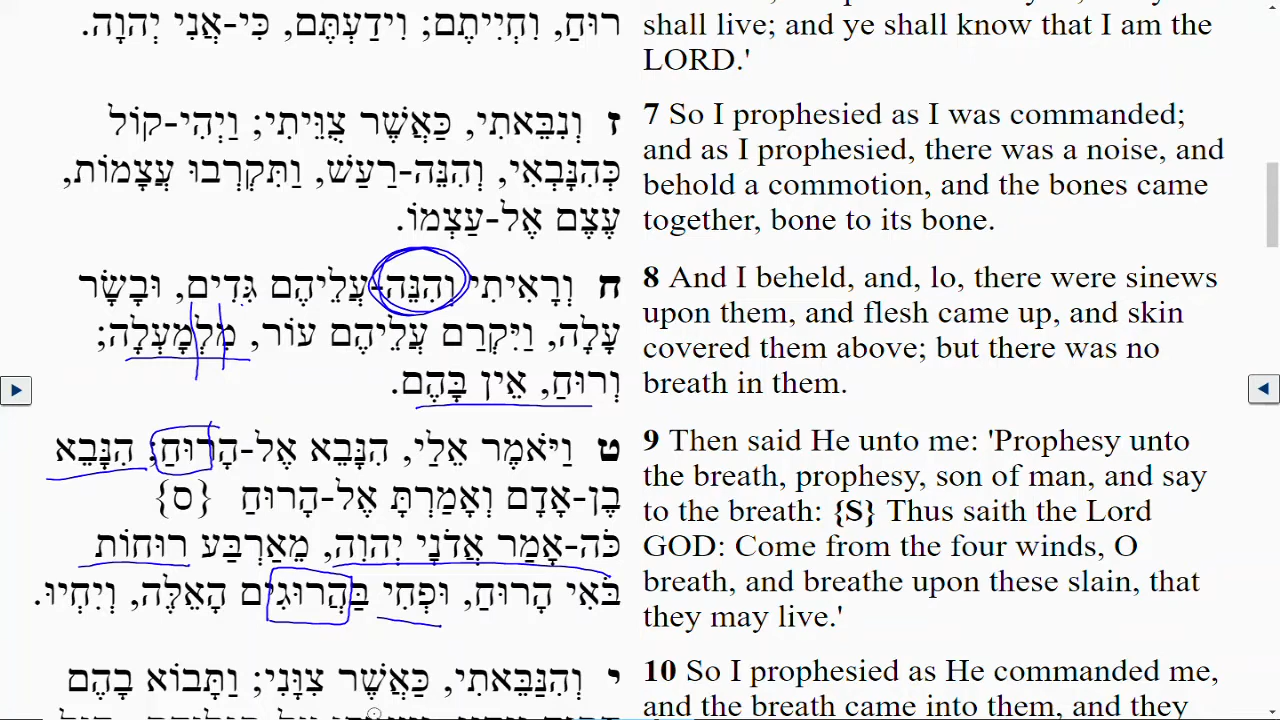 רוּחַ, וִחְיִיתֶם; וִידַעְתֶּם, כִּי-אֲנִי יְהוָה.
shall live; and ye shall know that I am the
LORD.'
ז וְנִבֵּאתִי, כַּאֲשֶׁר צֻוֵּיתִי; וַיְהִי-קוֹל
כְּהִנָּבְאִי, וְהִנֵּה-רַעַשׁ, וַתִּקְרְבוּ עֲצָמוֹת,
עֶצֶם אֶל-עַצְמוֹ.
7 So I prophesied as I was commanded;
and as I prophesied, there was a noise, and
behold a commotion, and the bones came
together, bone to its bone.
ח וְרָאִיתִי וְהִנֵּה-עֲלֵיהֶם גִּדִים, וּבָשָׂר
עָלָה, וַיִּקְרַם עֲלֵיהֶם עוֹר, מִלְמָעְלָה;
וְרוּחַ, אֵין בָּהֶם.
8 And I beheld, and, lo, there were sinews
upon them, and flesh came up, and skin
covered them above; but there was no
breath in them.
ט וַיֹּאמֶר אֵלַי, הִנָּבֵא אֶל-הָרוּחַ; הִנָּבֵא
בֶן-אָדָם וְאָמַרְתָּ אֶל-הָרוּחַ {ס}
כֹּה-אָמַר אֲדֹנָי יְהוִה, מֵאַרְבַּע רוּחוֹת
בֹּאִי הָרוּחַ, וּפְחִי בַּהֲרוּגִים הָאֵלֶּה, וְיִחְיוּ.
9 Then said He unto me: 'Prophesy unto
the breath, prophesy, son of man, and say
to the breath: {S} Thus saith the Lord
GOD: Come from the four winds, O
breath, and breathe upon these slain, that
they may live.'
י וְהִנַּבֵּאתִי, כַּאֲשֶׁר צִוָּנִי; וַתָּבוֹא בָהֶם
10 So I prophesied as He commanded me,
and the breath came into them, and they